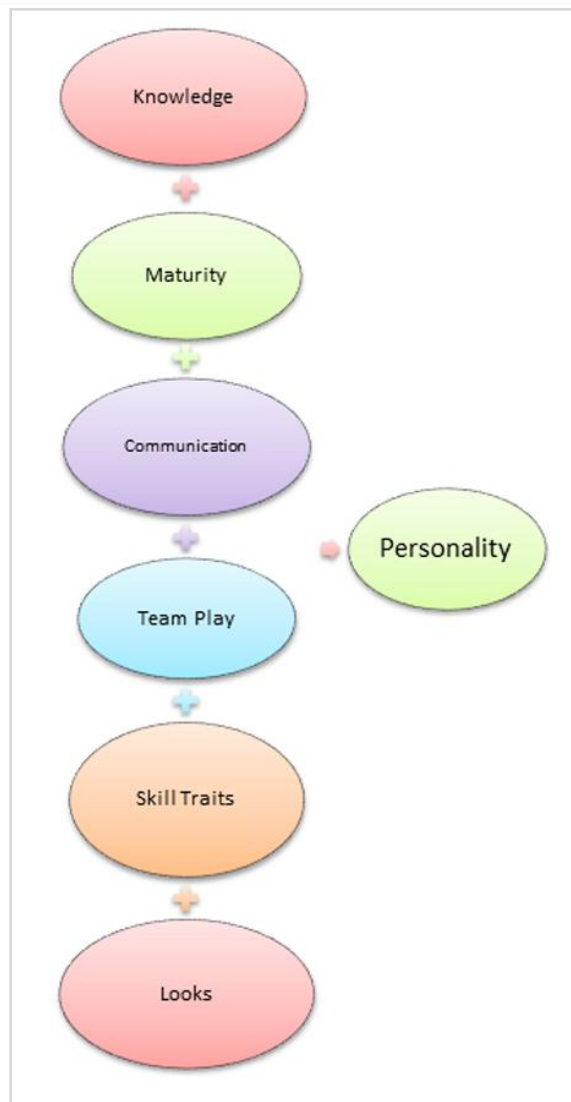 Knowledge
Maturity
Communication
Team Play
Skill Traits
Looks
Personality